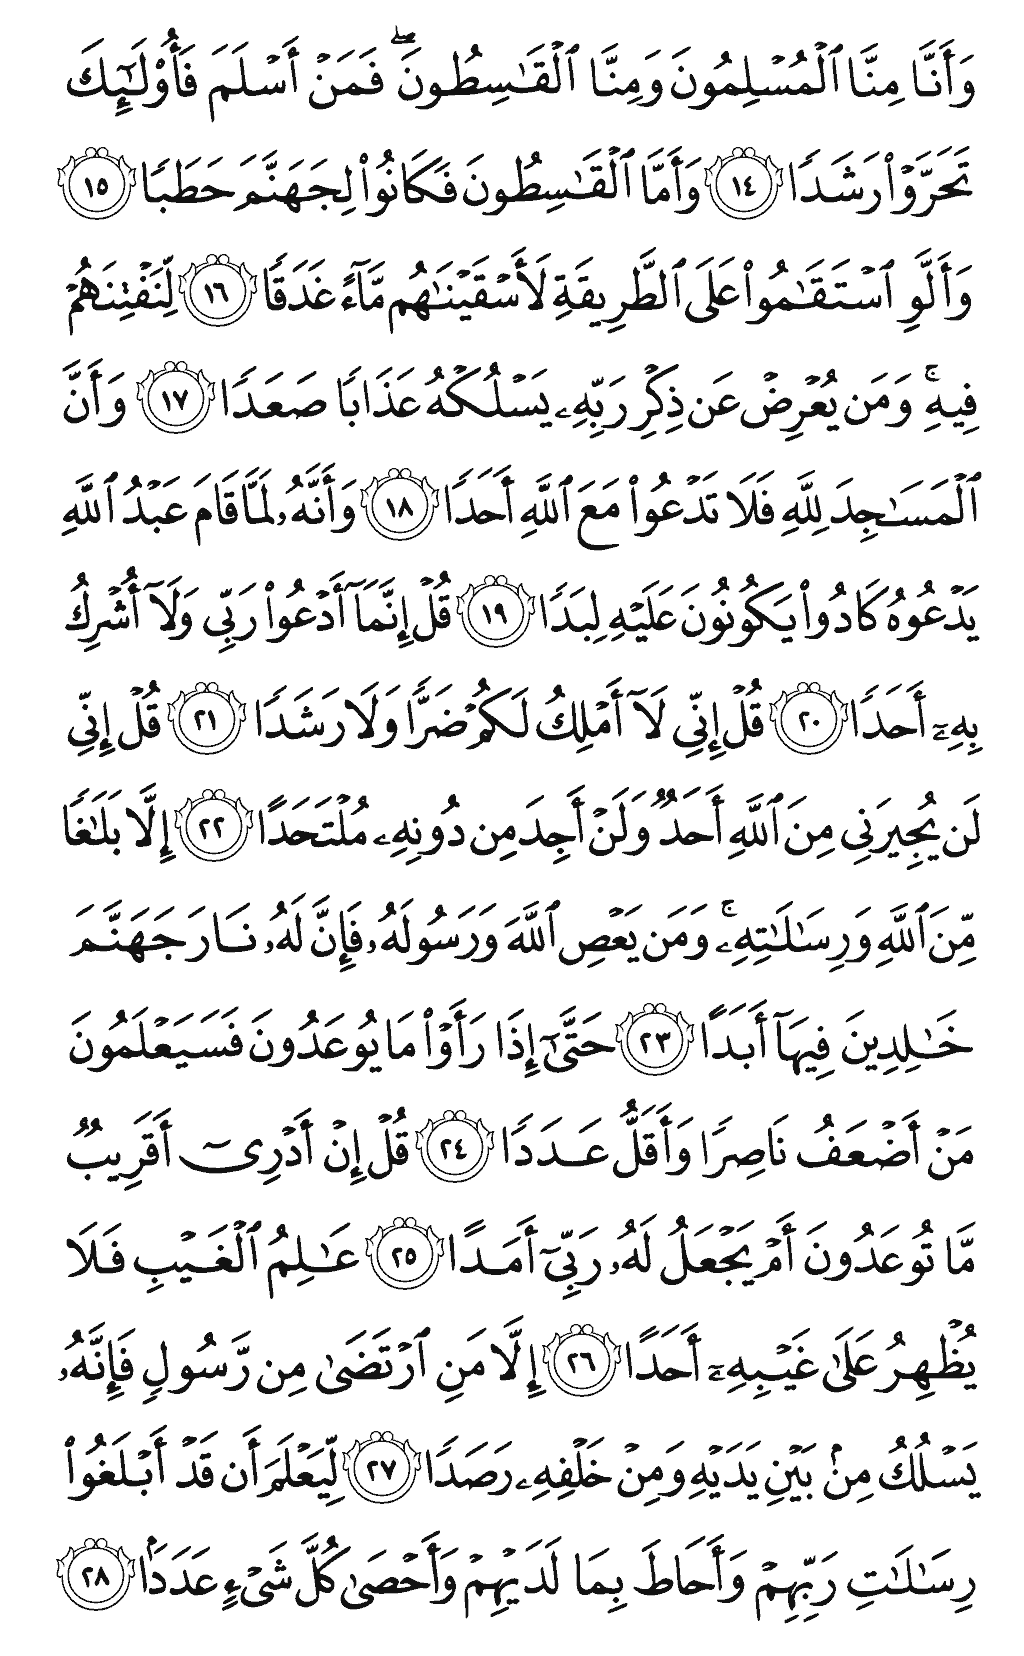 وَأَنَّا مِنَّا ٱلْمُسْلِمُونَ وَمِنَّا ٱلْقَـٰسِطُونَ ۖ فَمَنْ أَسْلَمَ فَأُو۟لَـٰٓئِكَ
تَحَرَّوْا۟ رَشَدًا ١٤ وَأَمَّا ٱلْقَـٰسِطُونَ فَكَانُوا۟ لِجَهَنَّمَ حَطَبًا ١٥
وَأَلَّوِ ٱسْتَقَـٰمُوا۟ عَلَى ٱلطَّرِيقَةِ لَأَسْقَيْنَـٰهُم مَّآءً غَدَقًا ١٦ لِّنَفْتِنَهُمْ
فِيهِ ۚ وَمَن يُعْرِضْ عَن ذِكْرِ رَبِّهِۦ يَسْلُكْهُ عَذَابًا صَعَدًا ١٧ وَأَنَّ
ٱلْمَسَـٰجِدَ لِلَّهِ فَلَا تَدْعُوا۟ مَعَ ٱللَّهِ أَحَدًا ١٨ وَأَنَّهُۥ لَمَّا قَامَ عَبْدُ ٱللَّهِ
يَدْعُوهُ كَادُوا۟ يَكُونُونَ عَلَيْهِ لِبَدًا ١٩ قُلْ إِنَّمَآ أَدْعُوا۟ رَبِّى وَلَآ أُشْرِكُ
بِهِۦٓ أَحَدًا ٢٠ قُلْ إِنِّى لَآ أَمْلِكُ لَكُمْ ضَرًّا وَلَا رَشَدًا ٢١ قُلْ إِنِّى
لَن يُجِيرَنِى مِنَ ٱللَّهِ أَحَدٌ وَلَنْ أَجِدَ مِن دُونِهِۦ مُلْتَحَدًا ٢٢ إِلَّا بَلَـٰغًا
مِّنَ ٱللَّهِ وَرِسَـٰلَـٰتِهِۦ ۚ وَمَن يَعْصِ ٱللَّهَ وَرَسُولَهُۥ فَإِنَّ لَهُۥ نَارَ جَهَنَّمَ
خَـٰلِدِينَ فِيهَآ أَبَدًا ٢٣ حَتَّىٰٓ إِذَا رَأَوْا۟ مَا يُوعَدُونَ فَسَيَعْلَمُونَ
مَنْ أَضْعَفُ نَاصِرًا وَأَقَلُّ عَدَدًا ٢٤ قُلْ إِنْ أَدْرِىٓ أَقَرِيبٌ
مَّا تُوعَدُونَ أَمْ يَجْعَلُ لَهُۥ رَبِّىٓ أَمَدًا ٢٥ عَـٰلِمُ ٱلْغَيْبِ فَلَا
يُظْهِرُ عَلَىٰ غَيْبِهِۦٓ أَحَدًا ٢٦ إِلَّا مَنِ ٱرْتَضَىٰ مِن رَّسُولٍ فَإِنَّهُۥ
يَسْلُكُ مِنۢ بَيْنِ يَدَيْهِ وَمِنْ خَلْفِهِۦ رَصَدًا ٢٧ لِّيَعْلَمَ أَن قَدْ أَبْلَغُوا۟
رِسَـٰلَـٰتِ رَبِّهِمْ وَأَحَاطَ بِمَا لَدَيْهِمْ وَأَحْصَىٰ كُلَّ شَىْءٍ عَدَدًۢا ٢٨